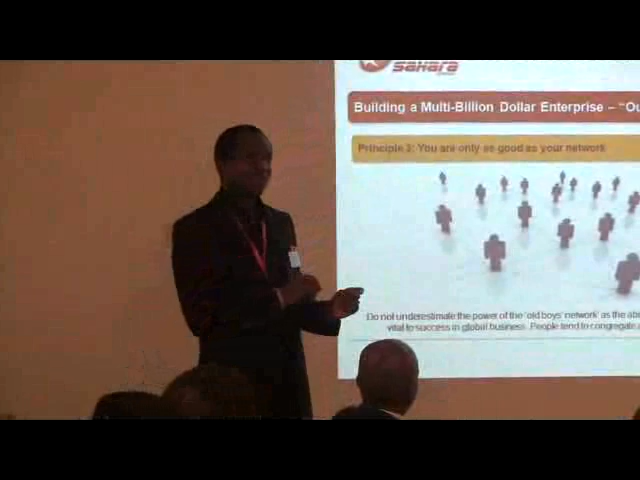 sahara
Building a Multi-Billion Dollar Enterprise – “Ou
Principle 3: You are only as good as your network
Do not underestimate the power of the 'old boys' network' as the abi
vital to success in global business. People tend to congregate a